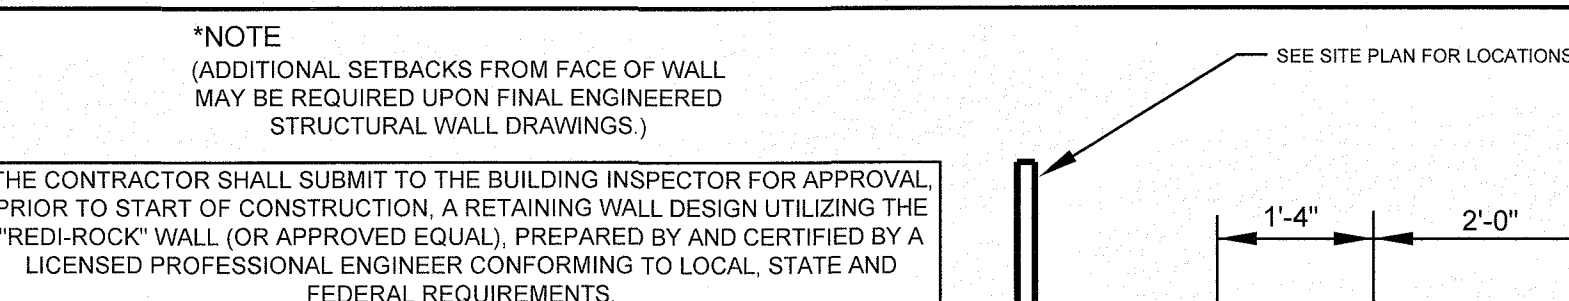 *NOTE
(ADDITIONAL SETBACKS FROM FACE OF WALL
MAY BE REQUIRED UPON FINAL ENGINEERED
STRUCTURAL WALL DRAWINGS.)
SEE SITE PLAN FOR LOCATIONS
THE CONTRACTOR SHALL SUBMIT TO THE BUILDING INSPECTOR FOR APPROVAL,
PRIOR TO START OF CONSTRUCTION, A RETAINING WALL DESIGN UTILIZING THE
"REDI-ROCK" WALL (OR APPROVED EQUAL), PREPARED BY AND CERTIFIED BY A
LICENSED PROFESSIONAL ENGINEER CONFORMING TO LOCAL, STATE AND
FEDERAL REQUIREMENTS.
1'-4"
2'-0"